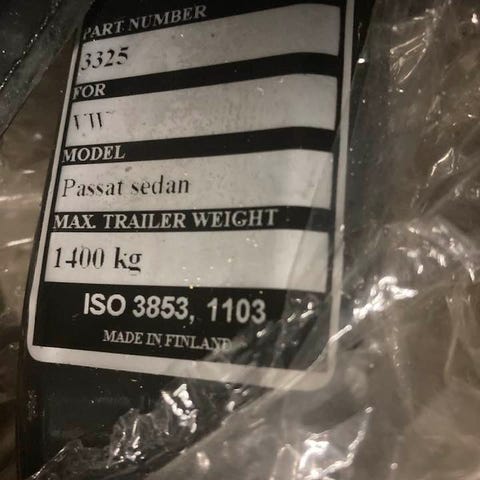 PART NUMBER
3325
FOR
VW
MODEL
Passat sedan
MAX. TRAILER WEIGHT
1400 kg
ISO 3853, 1103
MADE IN FINLAND